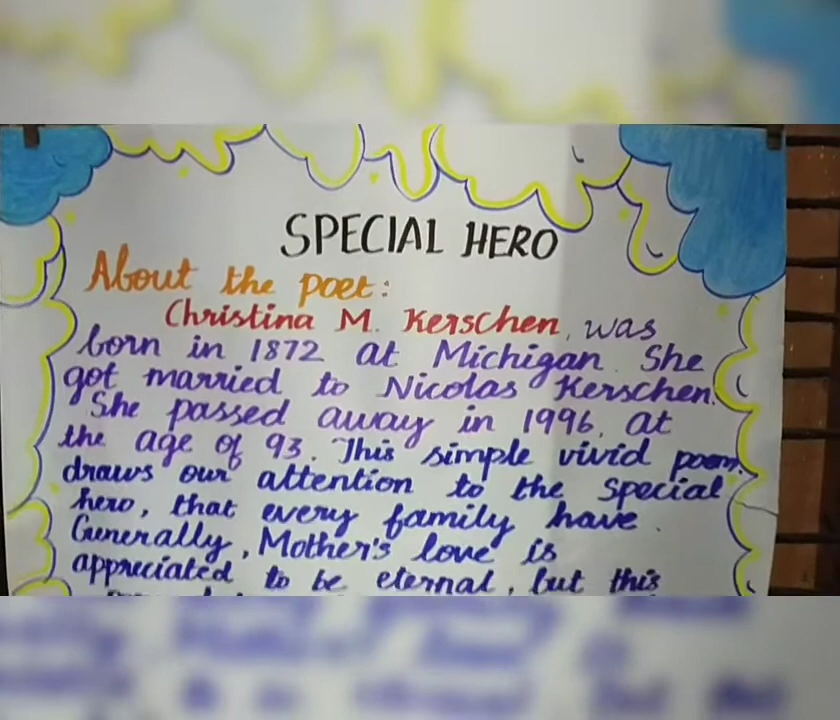 SPECIAL HERO
About the poet:
Christina M. Kerschen, was
born in 1872 at Michigan. She
got married to Nicolas Kerschen.
She passed away in 1996, at
the age of 93. This simple vivid poem.
draws our attention to the special
hero, that every family have.
Generally, Mother's love is
appreciated to be eternal, but this